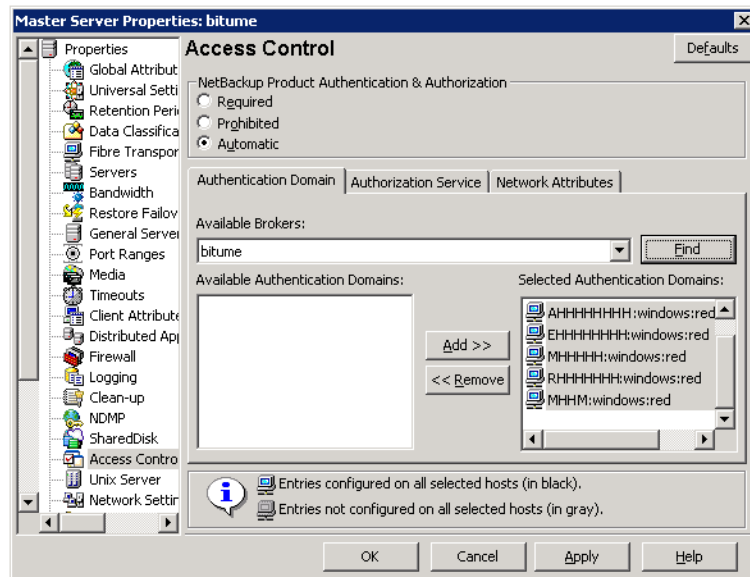 Master Server Properties: bitume
Properties
Global Attribut
Universal Setti
Retention Peri
Data Classifica
Fibre Transpor
Servers
Bandwidth
Restore Failov
General Server
Port Ranges
Media
Timeouts
Client Attribute
Distributed App
Firewall
Logging
Clean-up
NDMP
SharedDisk
Access Contro
Unix Server
Network Settin
Access Control
Defaults
NetBackup Product Authentication & Authorization
Required
Prohibited
Automatic
Authentication Domain
Authorization Service
Network Attributes
Available Brokers:
bitume
Find
Available Authentication Domains:
Selected Authentication Domains:
Add >>
<< Remove
AHHHHHHHH:windows:red
EHHHHHHHH:windows:red
MHHHHH:windows:red
RHHHHHHH:windows:red
MHHM:windows:red
Entries configured on all selected hosts (in black).
Entries not configured on all selected hosts (in gray).
OK
Cancel
Apply
Help